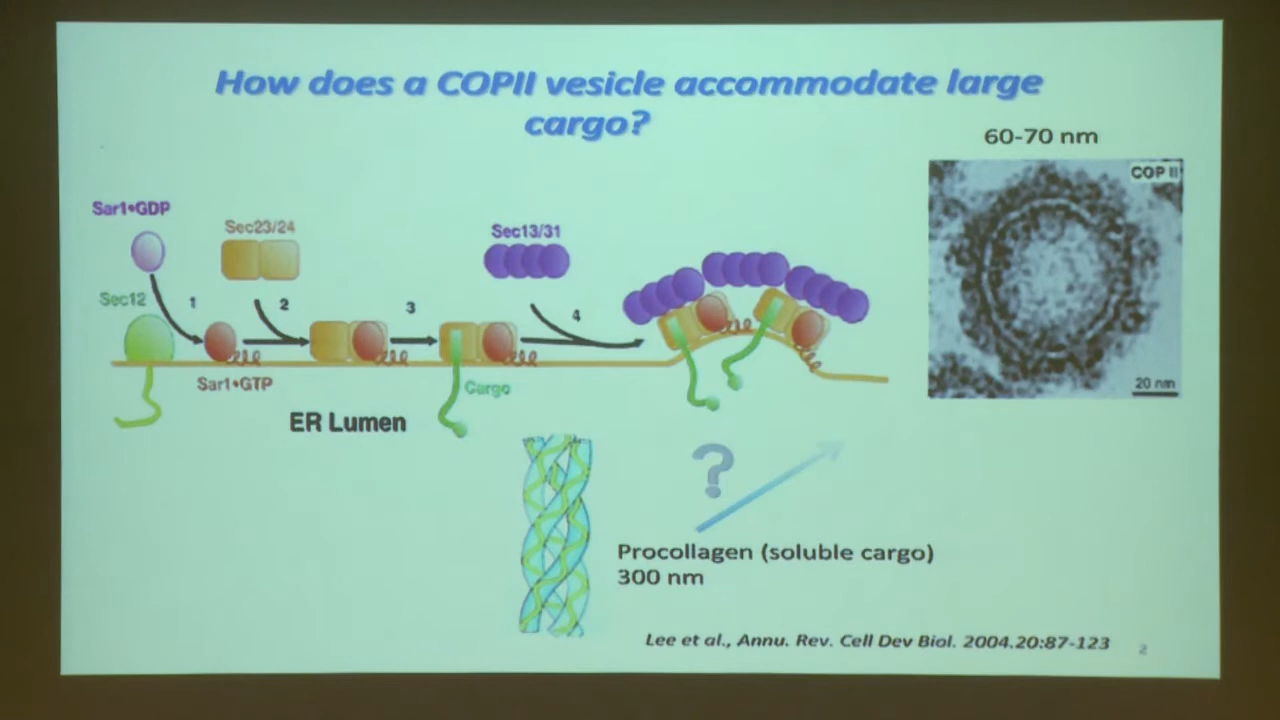 How does a COPII vesicle accommodate large
cargo?
60-70 nm
COP II
Sar1•GDP
Sec23/24
Sec13/31
Sec12
1
2
3
4
Sar1•GTP
Cargo
ER Lumen
20 nm
?
Procollagen (soluble cargo)
300 nm
Lee et al., Annu. Rev. Cell Dev Biol. 2004.20:87-123
2